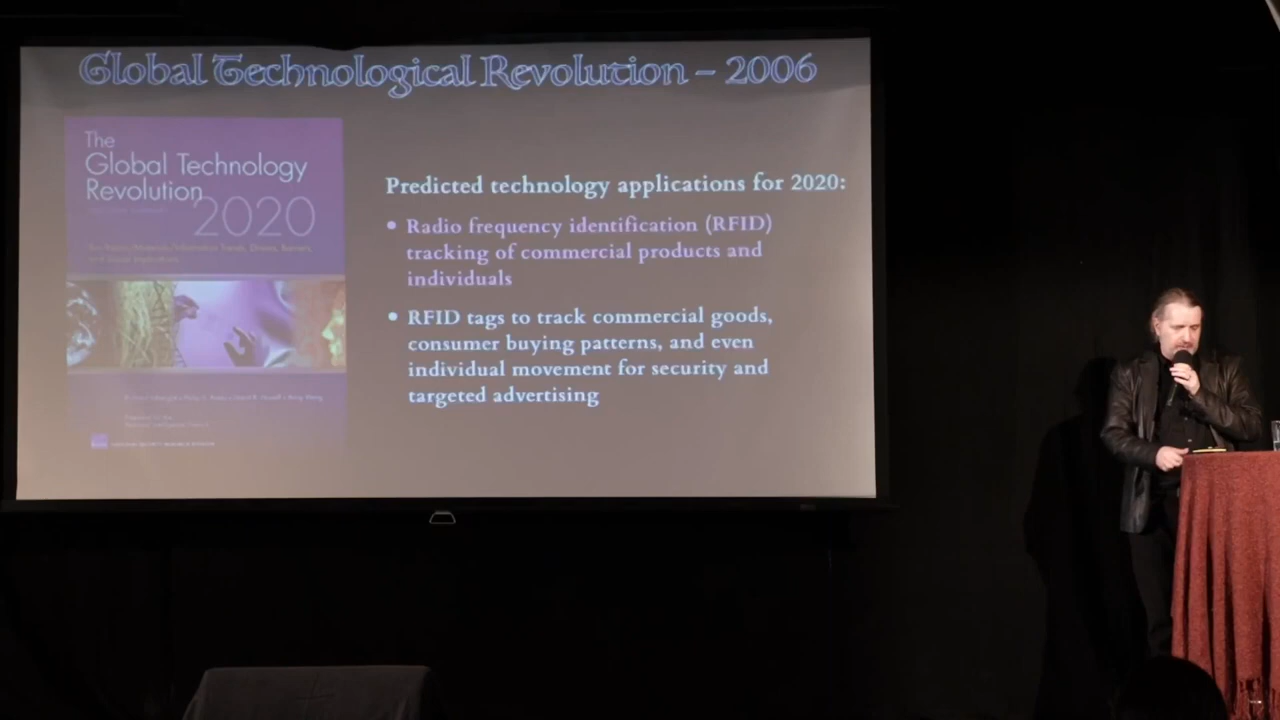 Global Technological Revolution – 2006
The
Global Technology
Revolution
2020
Predicted technology applications for 2020:
• Radio frequency identification (RFID)
tracking of commercial products and
individuals
• RFID tags to track commercial goods,
consumer buying patterns, and even
individual movement for security and
targeted advertising